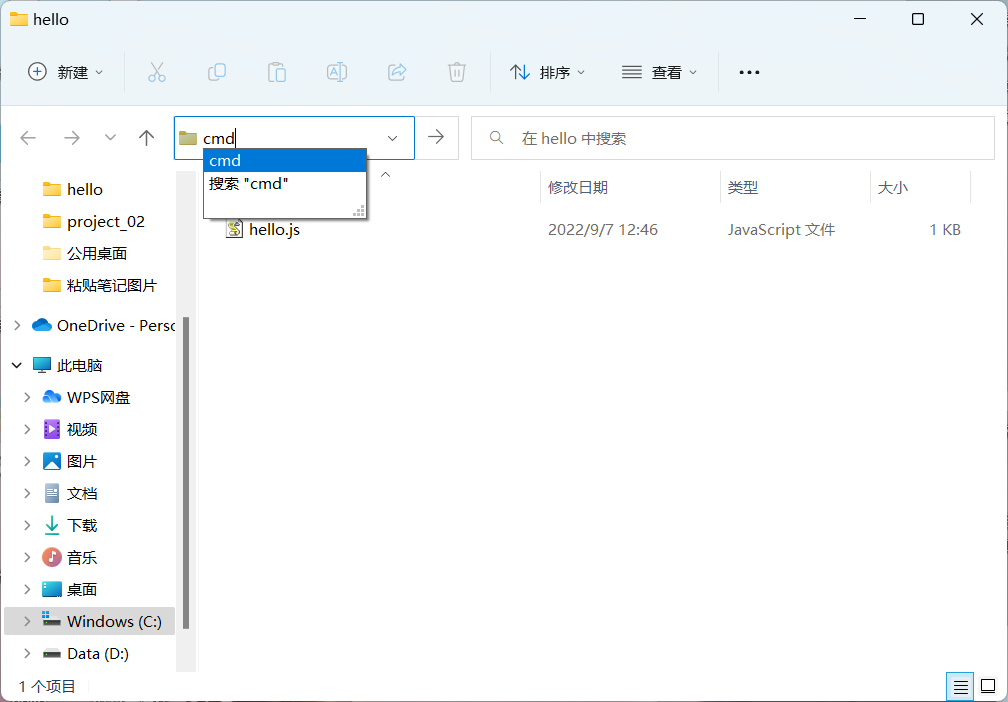 hello
新建
排序
查看
cmd
在 hello 中搜索
cmd
搜索 "cmd"
修改日期
类型
大小
hello.js
2022/9/7 12:46
JavaScript 文件
1 KB
hello
project_02
公用桌面
粘贴笔记图片
OneDrive - Persc
此电脑
WPS网盘
视频
图片
文档
下载
音乐
桌面
Windows (C:)
Data (D:)
1 个项目